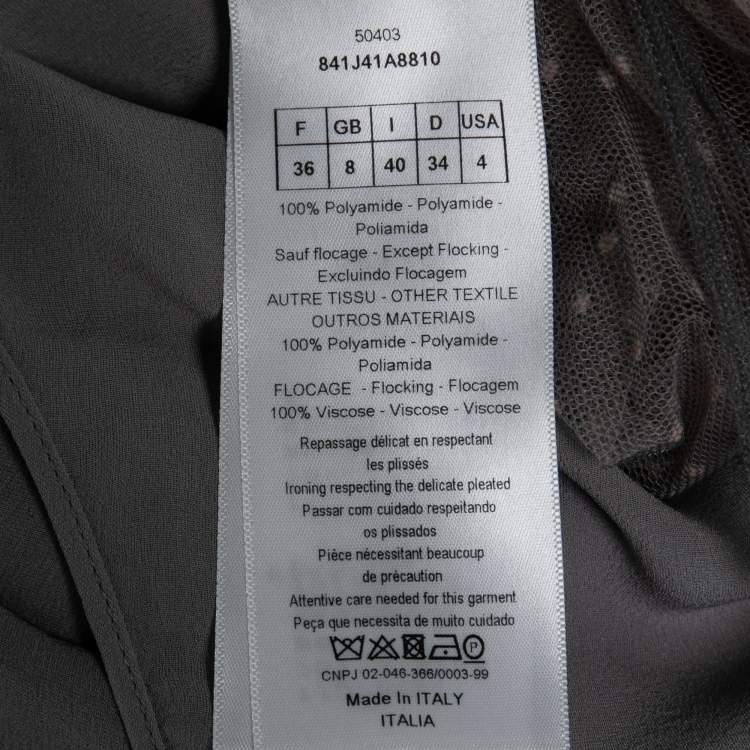 50403
841J41A8810
F GB I D USA
36 8 40 34 4
100% Polyamide - Polyamide -
Poliamida
Sauf flocage - Except Flocking -
Excluindo Flocagem
AUTRE TISSU - OTHER TEXTILE
OUTROS MATERIAIS
100% Polyamide - Polyamide -
Poliamida
FLOCAGE - Flocking - Flocagem
100% Viscose - Viscose - Viscose
Repassage délicat en respectant
les plissés
Ironing respecting the delicate pleated
Passar com cuidado respeitando
os plissados
Pièce nécessitant beaucoup
de précaution
Attentive care needed for this garment
Peça que necessita de muito cuidado
P
CNPJ 02-046-366/0003-99
Made In ITALY
ITALIA